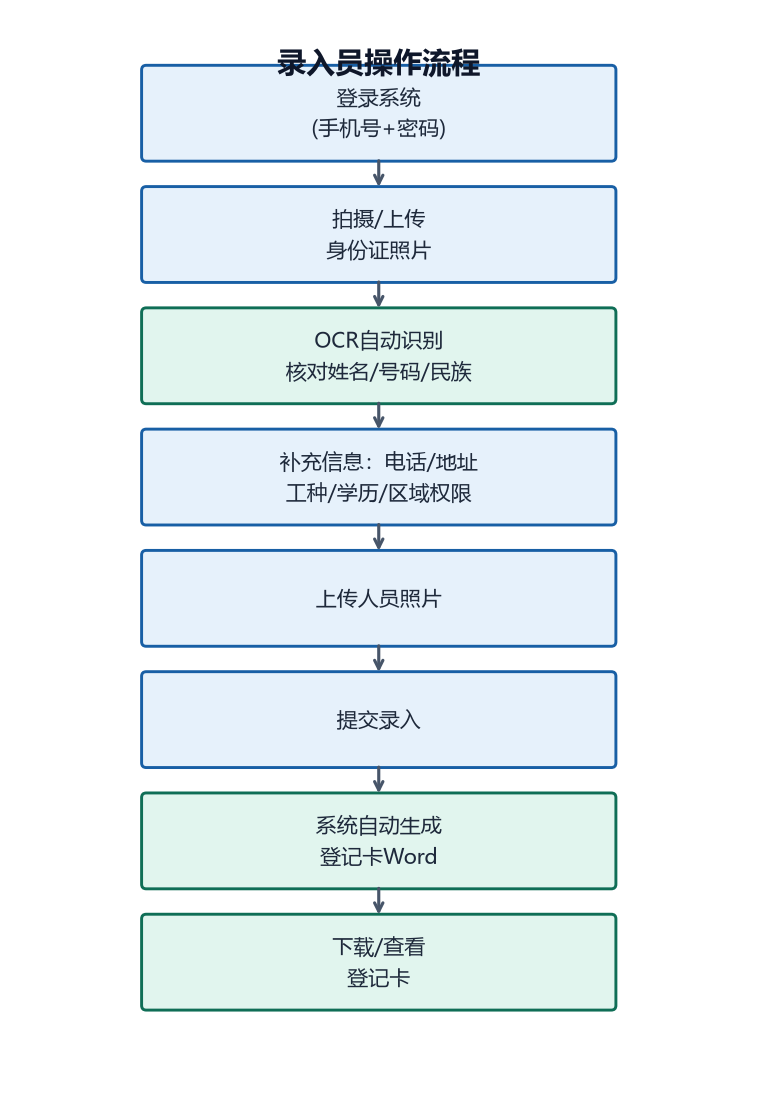 录入员操作流程
登录系统
(手机号+密码)
拍摄/上传
身份证照片
OCR自动识别
核对姓名/号码/民族
补充信息：电话/地址
工种/学历/区域权限
上传人员照片
提交录入
系统自动生成
登记卡Word
下载/查看
登记卡